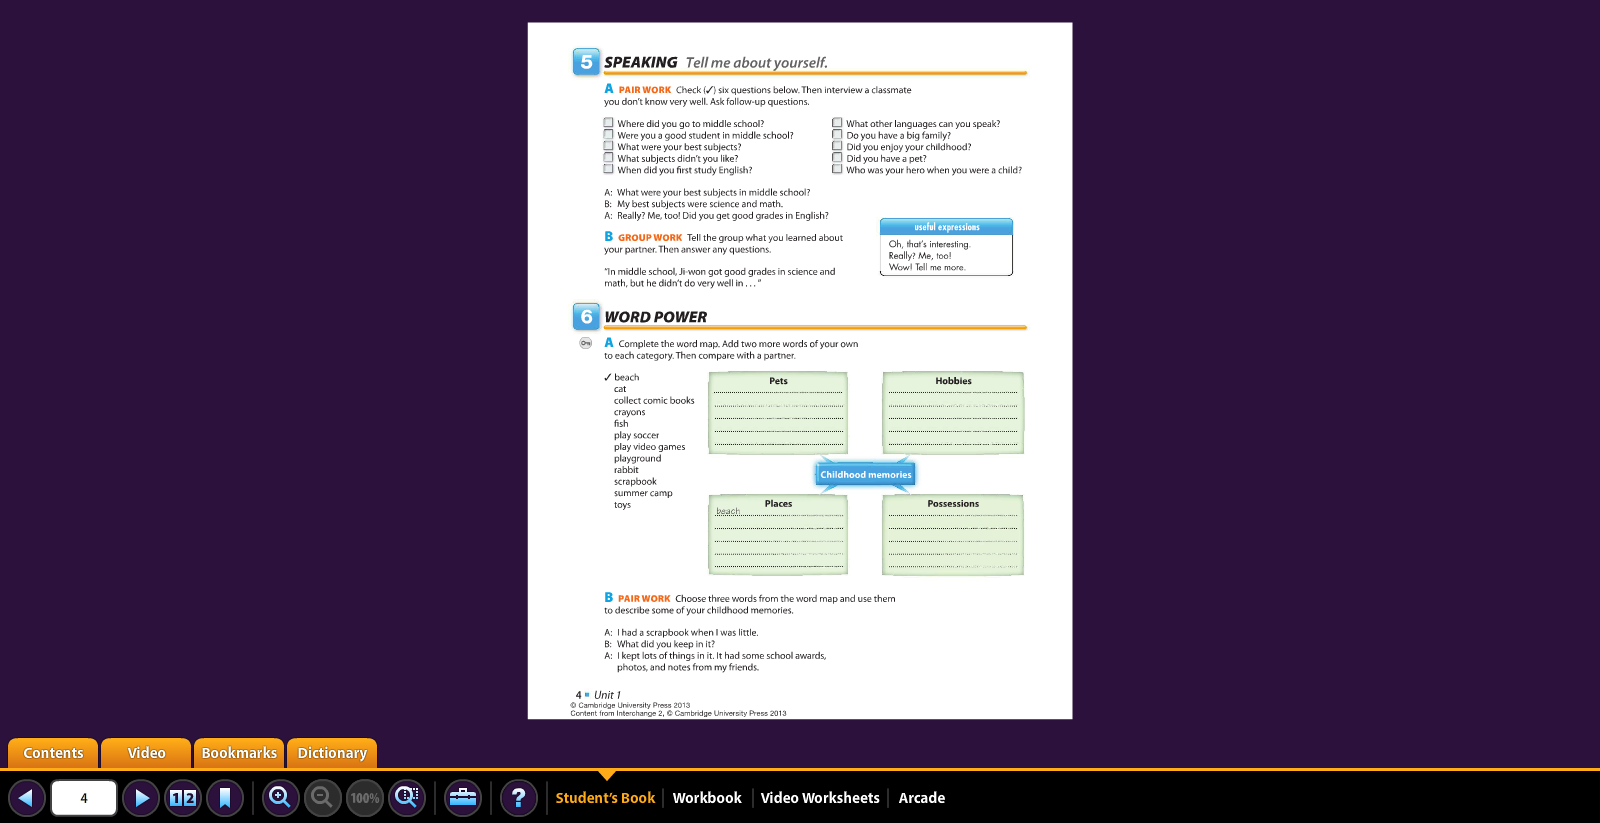 5 SPEAKING Tell me about yourself.
A PAIR WORK Check (✓) six questions below. Then interview a classmate
you don't know very well. Ask follow-up questions.
Where did you go to middle school?
Were you a good student in middle school?
What were your best subjects?
What subjects didn't you like?
When did you first study English?
What other languages can you speak?
Do you have a big family?
Did you enjoy your childhood?
Did you have a pet?
Who was your hero when you were a child?
A: What were your best subjects in middle school?
B: My best subjects were science and math.
A: Really? Me, too! Did you get good grades in English?
B GROUP WORK Tell the group what you learned about
your partner. Then answer any questions.
"In middle school, Ji-won got good grades in science and
math, but he didn't do very well in . . . "
useful expressions
Oh, that's interesting.
Really? Me, too!
Wow! Tell me more.
6 WORD POWER
A Complete the word map. Add two more words of your own
to each category. Then compare with a partner.
✓ beach
cat
collect comic books
crayons
fish
play soccer
play video games
playground
rabbit
scrapbook
summer camp
toys
Pets
Hobbies
Childhood memories
Places
beach
Possessions
B PAIR WORK Choose three words from the word map and use them
to describe some of your childhood memories.
A: I had a scrapbook when I was little.
B: What did you keep in it?
A: I kept lots of things in it. It had some school awards,
photos, and notes from my friends.
4 Unit 1
© Cambridge University Press 2013
Content from Interchange 2, © Cambridge University Press 2013
Contents Video Bookmarks Dictionary
4 1 2 100% ? Student's Book Workbook Video Worksheets Arcade